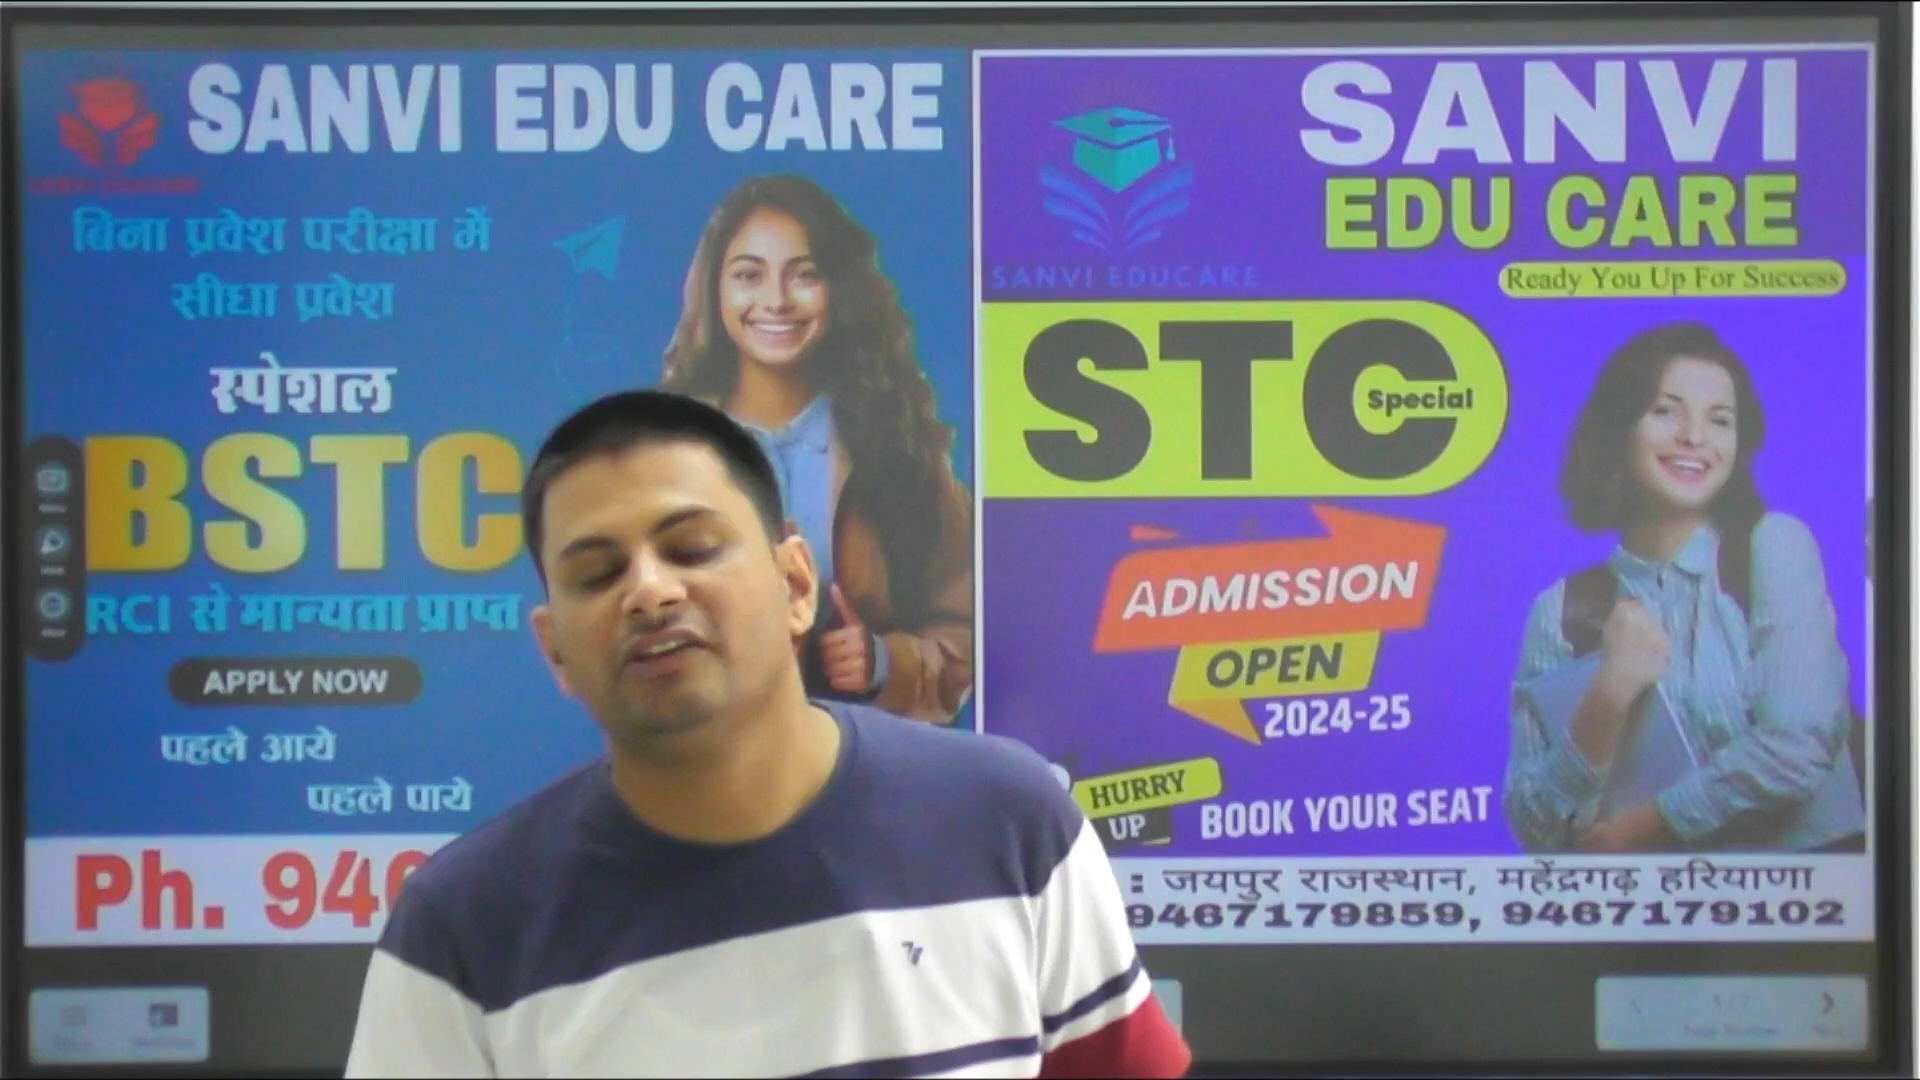 SANVI EDU CARE
बिना प्रवेश परीक्षा में
सीधा प्रवेश
स्पेशल
BSTC
RCI से मान्यता प्राप्त
APPLY NOW
पहले आये
पहले पाये
Ph. 940
SANVI
EDU CARE
SANVI EDUCARE
Ready You Up For Success
STC
Special
ADMISSION
OPEN
2024-25
HURRY
UP
BOOK YOUR SEAT
: जयपुर राजस्थान, महेंद्रगढ़ हरियाणा
9467179859, 9467179102